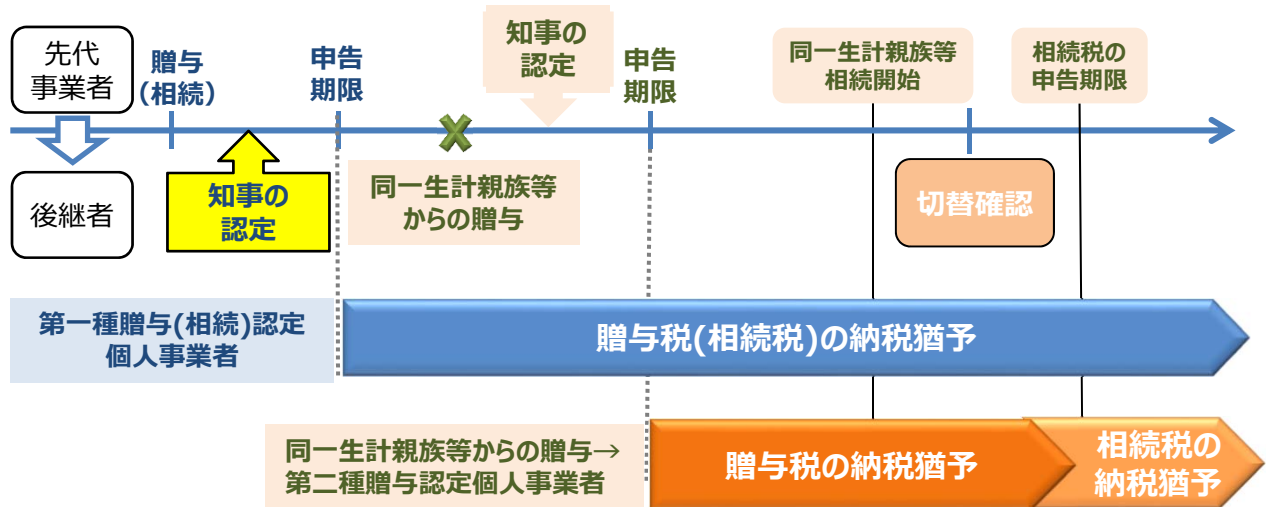 先代
事業者
贈与
(相続)
申告
期限
知事の
認定
申告
期限
同一生計親族等
相続開始
相続税の
申告期限
後継者
知事の
認定
同一生計親族等
からの贈与
切替確認
第一種贈与(相続)認定
個人事業者
贈与税(相続税)の納税猶予
同一生計親族等からの贈与→
第二種贈与認定個人事業者
贈与税の納税猶予
相続税の
納税猶予